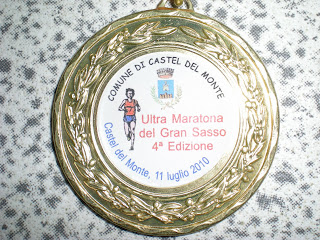 COMUNE DI CASTEL DEL MONTE
Ultra Maratona
del Gran Sasso
4ª Edizione
Castel del Monte, 11 luglio 2010